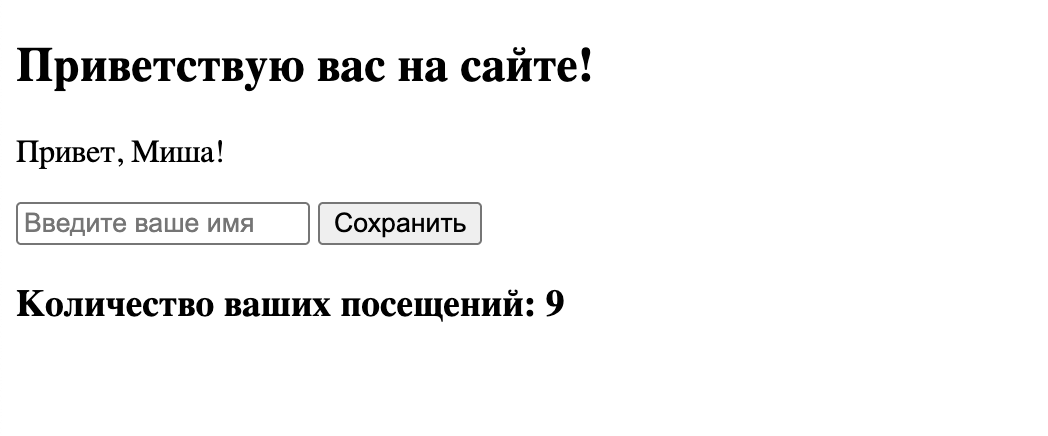 Приветствую вас на сайте!
Привет, Миша!
Введите ваше имя Сохранить
Количество ваших посещений: 9